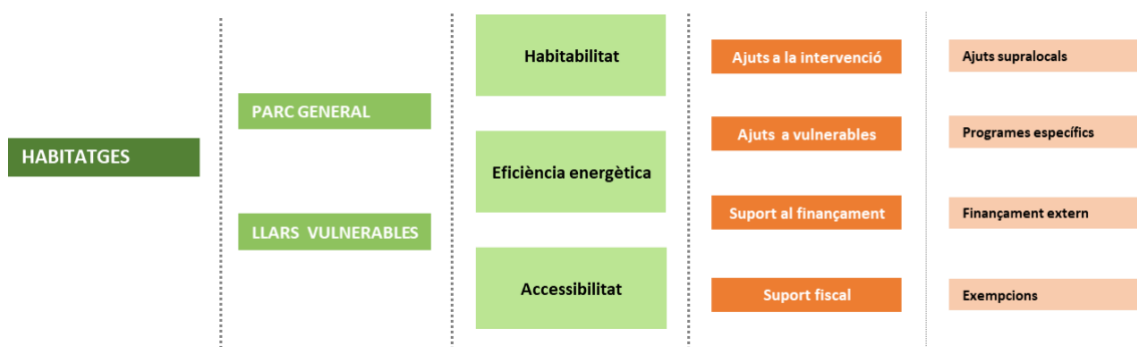 HABITATGES
PARC GENERAL
LLARS VULNERABLES
Habitabilitat
Eficiència energètica
Accessibilitat
Ajuts a la intervenció
Ajuts a vulnerables
Suport al finançament
Suport fiscal
Ajuts supralocals
Programes específics
Finançament extern
Exempcions